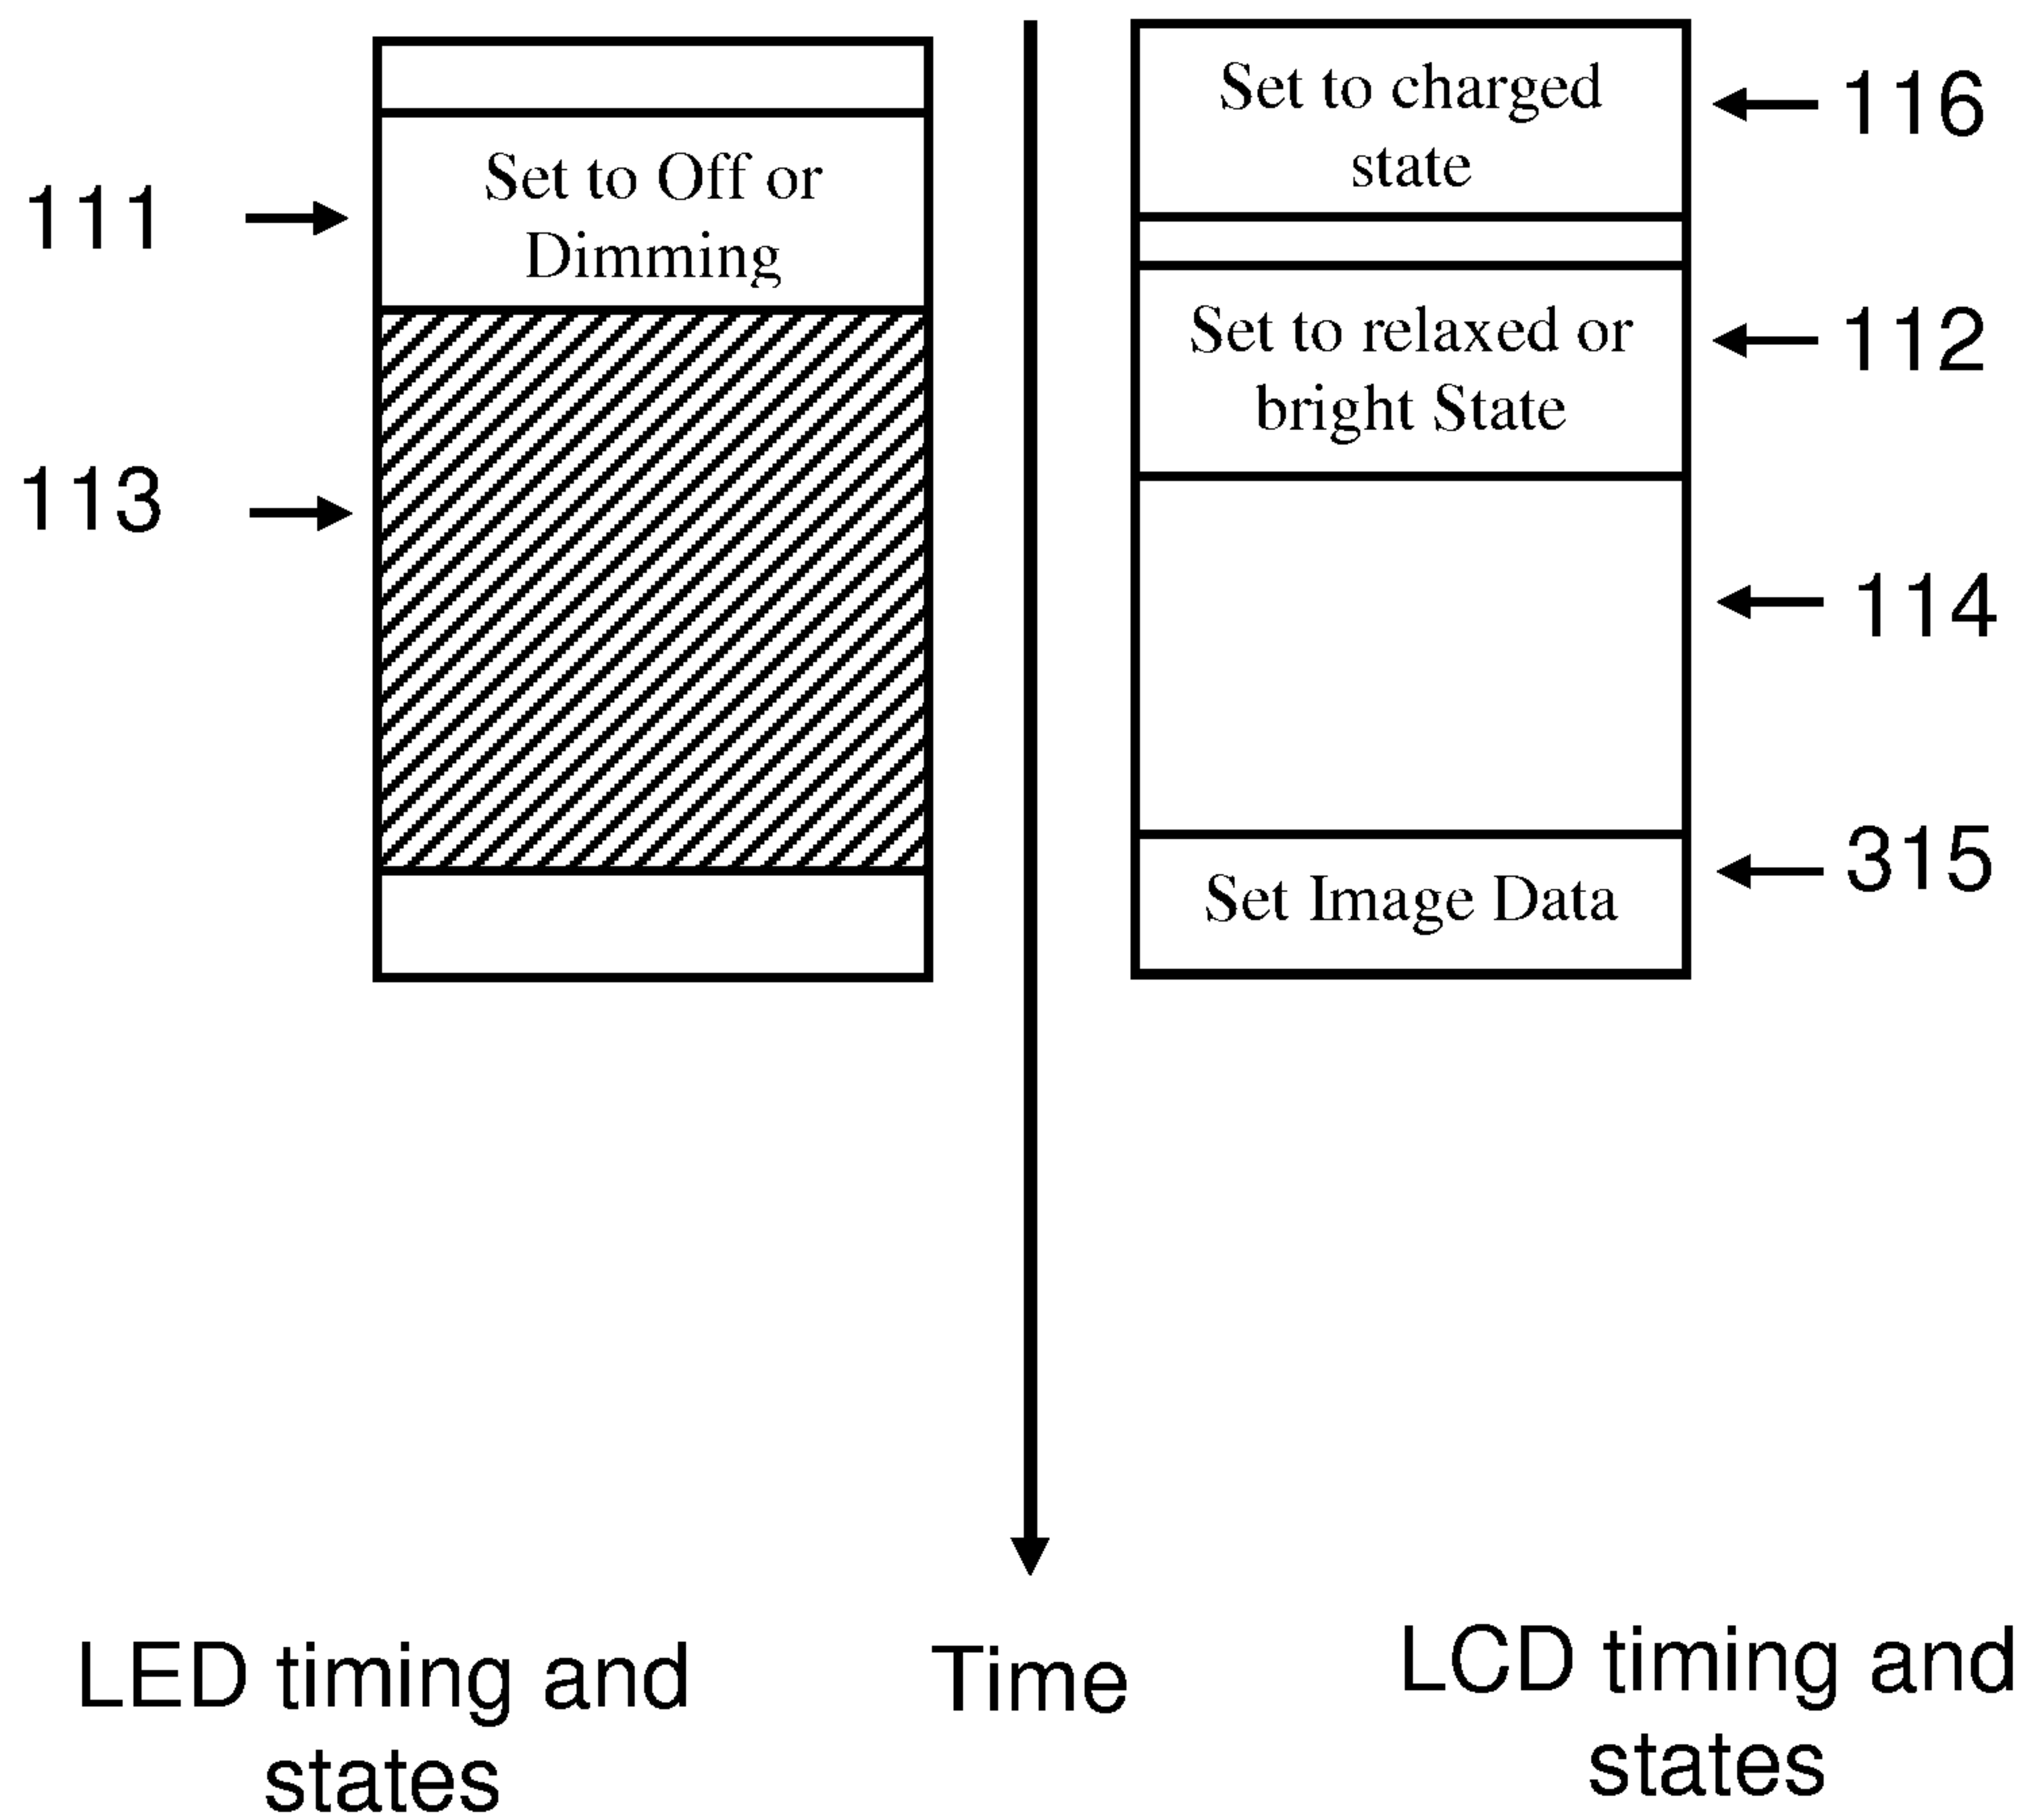 Set to charged
state
116
111
Set to Off or
Dimming
Set to relaxed or
bright State
112
113
114
315
Set Image Data
LED timing and
states
Time
LCD timing and
states